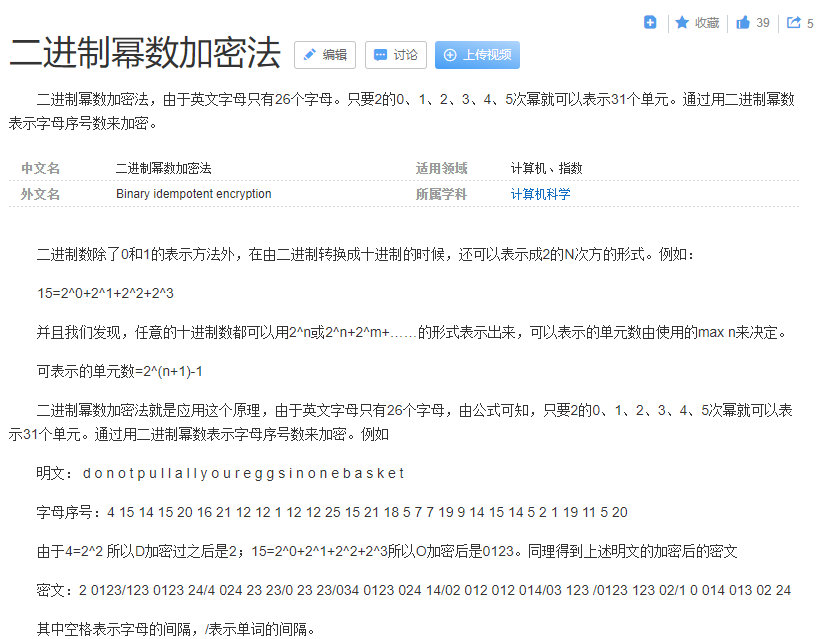 收藏 39 5
二进制幂数加密法 编辑 讨论 上传视频
二进制幂数加密法，由于英文字母只有26个字母。只要2的0、1、2、3、4、5次幂就可以表示31个单元。通过用二进制幂数
表示字母序号数来加密。
中文名 二进制幂数加密法 适用领域 计算机、指数
外文名 Binary idempotent encryption 所属学科 计算机科学
二进制数除了0和1的表示方法外，在由二进制转换成十进制的时候，还可以表示成2的N次方的形式。例如：
15=2^0+2^1+2^2+2^3
并且我们发现，任意的十进制数都可以用2^n或2^n+2^m+……的形式表示出来，可以表示的单元数由使用的max n来决定。
可表示的单元数=2^(n+1)-1
二进制幂数加密法就是应用这个原理，由于英文字母只有26个字母，由公式可知，只要2的0、1、2、3、4、5次幂就可以表
示31个单元。通过用二进制幂数表示字母序号数来加密。例如
明文： d o n o t p u l l a l l y o u r e g g s i n o n e b a s k e t
字母序号：4 15 14 15 20 16 21 12 12 1 12 12 25 15 21 18 5 7 7 19 9 14 15 14 5 2 1 19 11 5 20
由于4=2^2 所以D加密过之后是2；15=2^0+2^1+2^2+2^3所以O加密后是0123。同理得到上述明文的加密后的密文
密文：2 0123/123 0123 24/4 024 23 23/0 23 23/034 0123 024 14/02 012 012 014/03 123 /0123 123 02/1 0 014 013 02 24
其中空格表示字母的间隔，/表示单词的间隔。